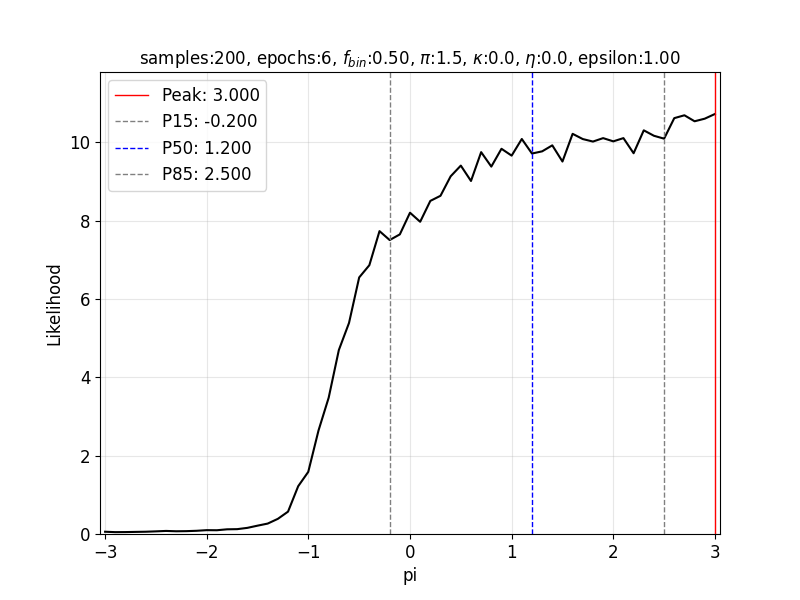 samples:200, epochs:6, f_bin:0.50, π:1.5, κ:0.0, η:0.0, epsilon:1.00
Peak: 3.000
P15: -0.200
P50: 1.200
P85: 2.500
10
8
6
4
2
0
Likelihood
−3 −2 −1 0 1 2 3
pi